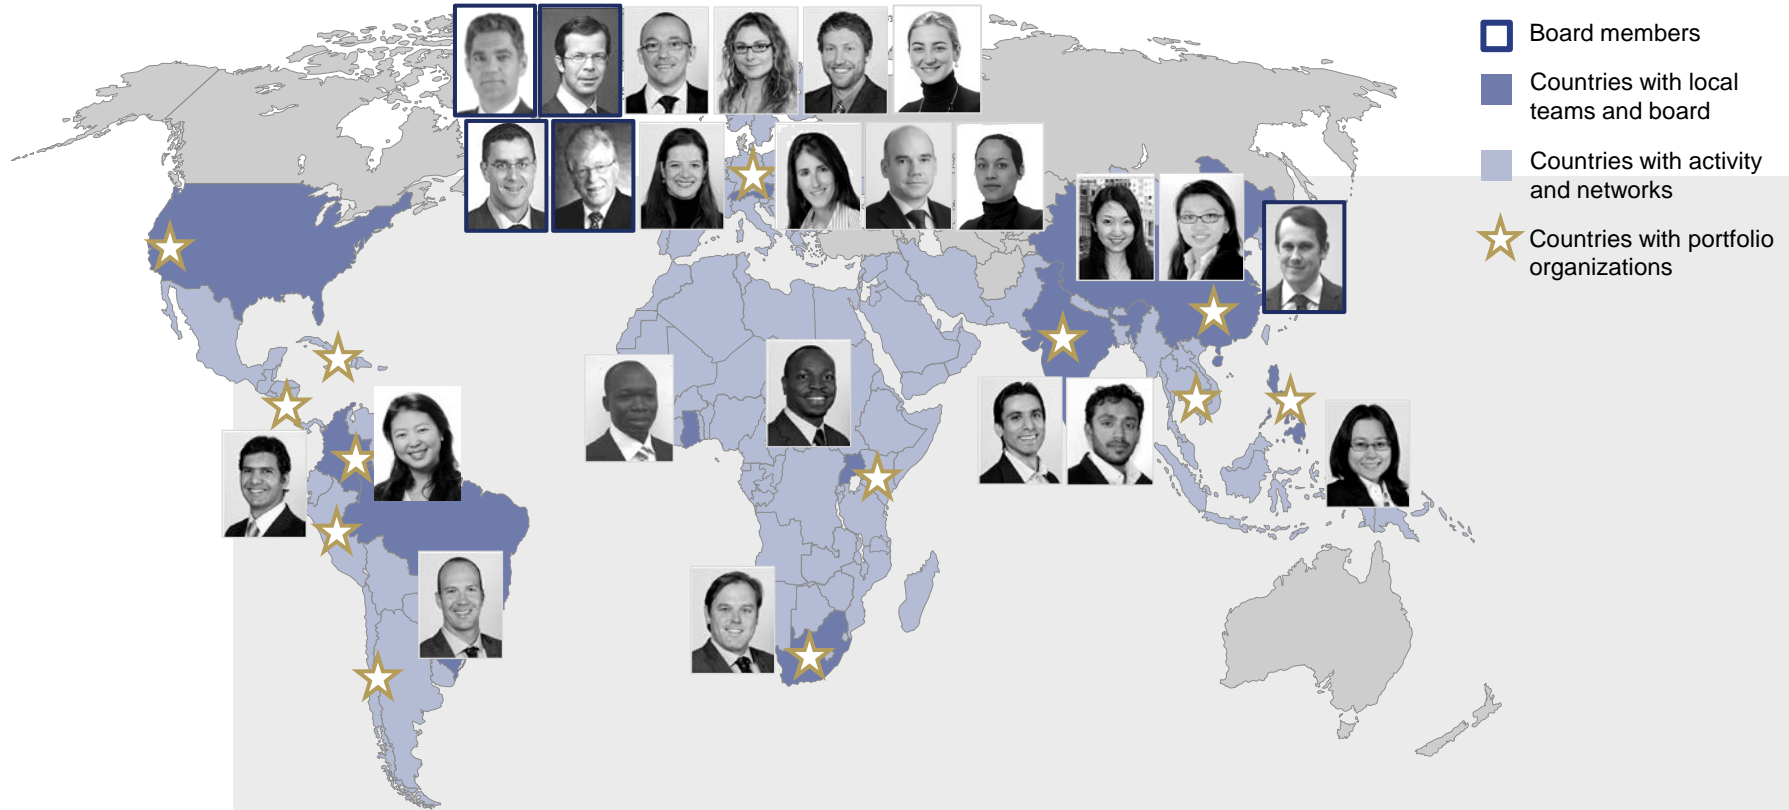 Board members
Countries with local
teams and board
Countries with activity
and networks
Countries with portfolio
organizations